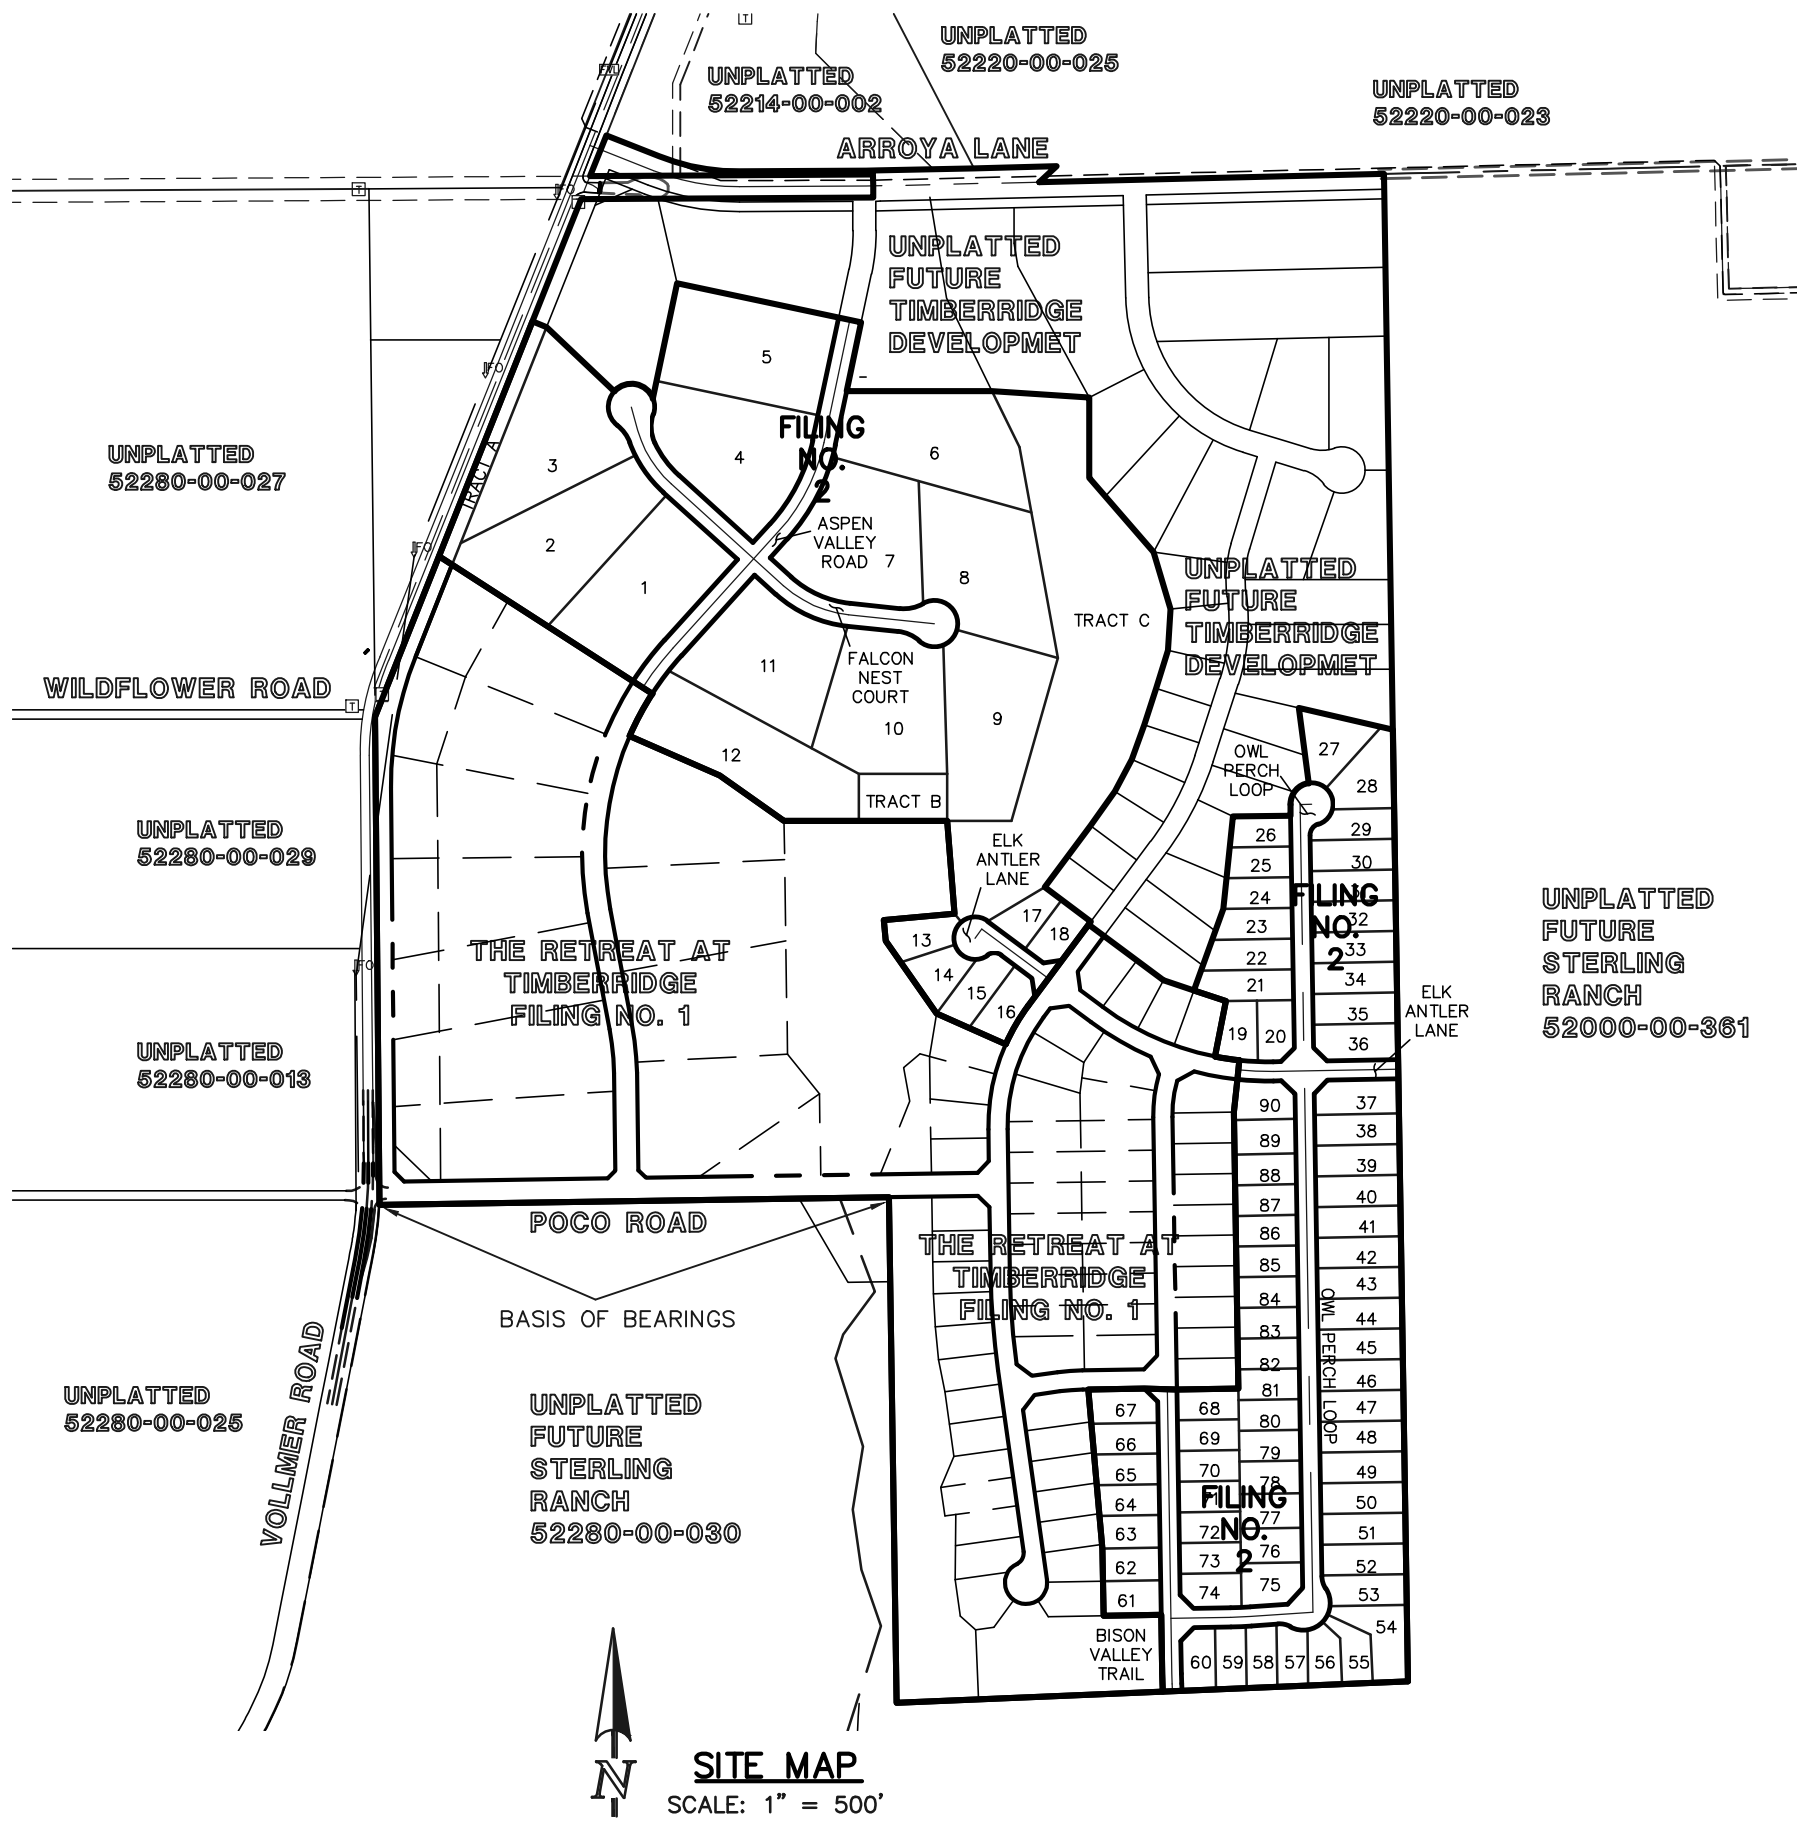 UNPLATTED
52220-00-025
UNPLATTED
52214-00-002
UNPLATTED
52220-00-023
ARROYA LANE
UNPLATTED
FUTURE
TIMBERRIDGE
DEVELOPMET
5
FILING
NO.
2
3
4
6
UNPLATTED
52280-00-027
TRACT A
FO
FO
FO
FO
T
T
T
ASPEN
VALLEY
ROAD
7
2
1
8
TRACT C
UNPLATTED
FUTURE
TIMBERRIDGE
DEVELOPMET
11
FALCON
NEST
COURT
10
9
12
TRACT B
WILDFLOWER ROAD
OWL
PERCH
LOOP
27
28
26
25
24
23
22
21
19
20
29
30
32
33
34
35
36
FILING
NO.
2
UNPLATTED
52280-00-029
ELK
ANTLER
LANE
17
18
13
14
15
16
THE RETREAT AT
TIMBERRIDGE
FILING NO. 1
UNPLATTED
FUTURE
STERLING
RANCH
52000-00-361
ELK
ANTLER
LANE
UNPLATTED
52280-00-013
90
89
88
87
86
85
84
83
82
81
80
79
78
77
76
75
37
38
39
40
41
42
43
44
45
46
47
48
49
50
51
52
53
54
OWL PERCH LOOP
POCO ROAD
THE RETREAT AT
TIMBERRIDGE
FILING NO. 1
BASIS OF BEARINGS
VOLLMER ROAD
UNPLATTED
52280-00-025
UNPLATTED
FUTURE
STERLING
RANCH
52280-00-030
67
66
65
64
63
62
61
68
69
70
71
72
73
74
FILING
NO.
2
BISON
VALLEY
TRAIL
60
59
58
57
56
55
N
SITE MAP
SCALE: 1" = 500'